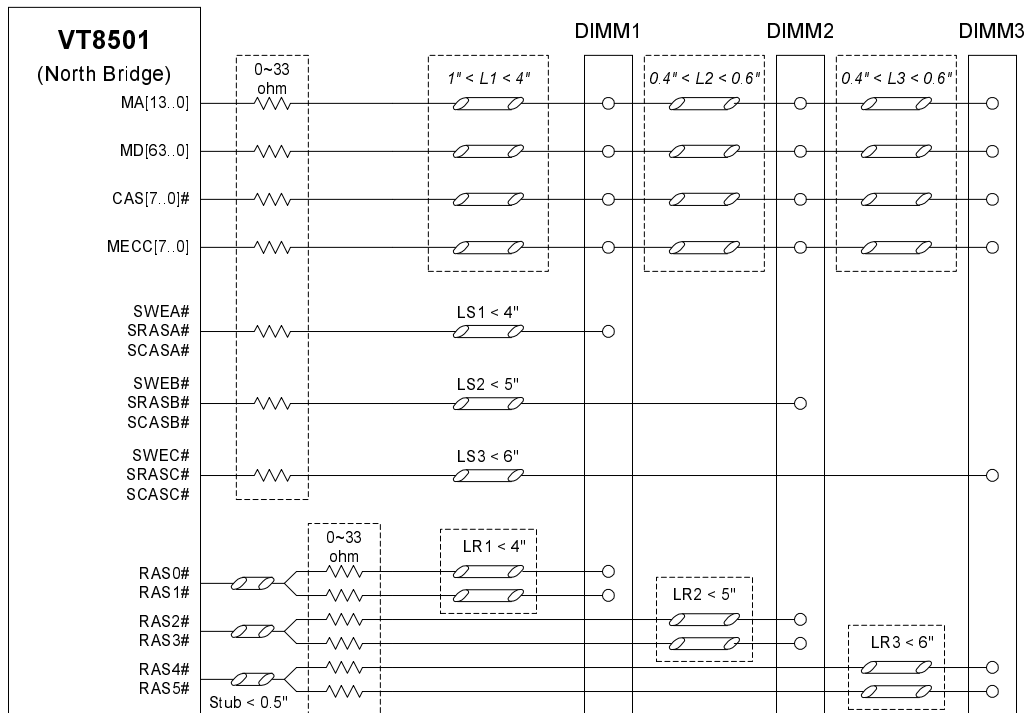 VT8501
(North Bridge)
DIMM1
DIMM2
DIMM3
0~33
ohm
1" < L1 < 4"
0.4" < L2 < 0.6"
0.4" < L3 < 0.6"
MA[13..0]
MD[63..0]
CAS[7..0]#
MECC[7..0]
SWEA#
SRASA#
SCASA#
LS1 < 4"
SWEB#
SRASB#
SCASB#
LS2 < 5"
SWEC#
SRASC#
SCASC#
LS3 < 6"
0~33
ohm
LR1 < 4"
RAS0#
RAS1#
LR2 < 5"
RAS2#
RAS3#
LR3 < 6"
RAS4#
RAS5#
Stub < 0.5"